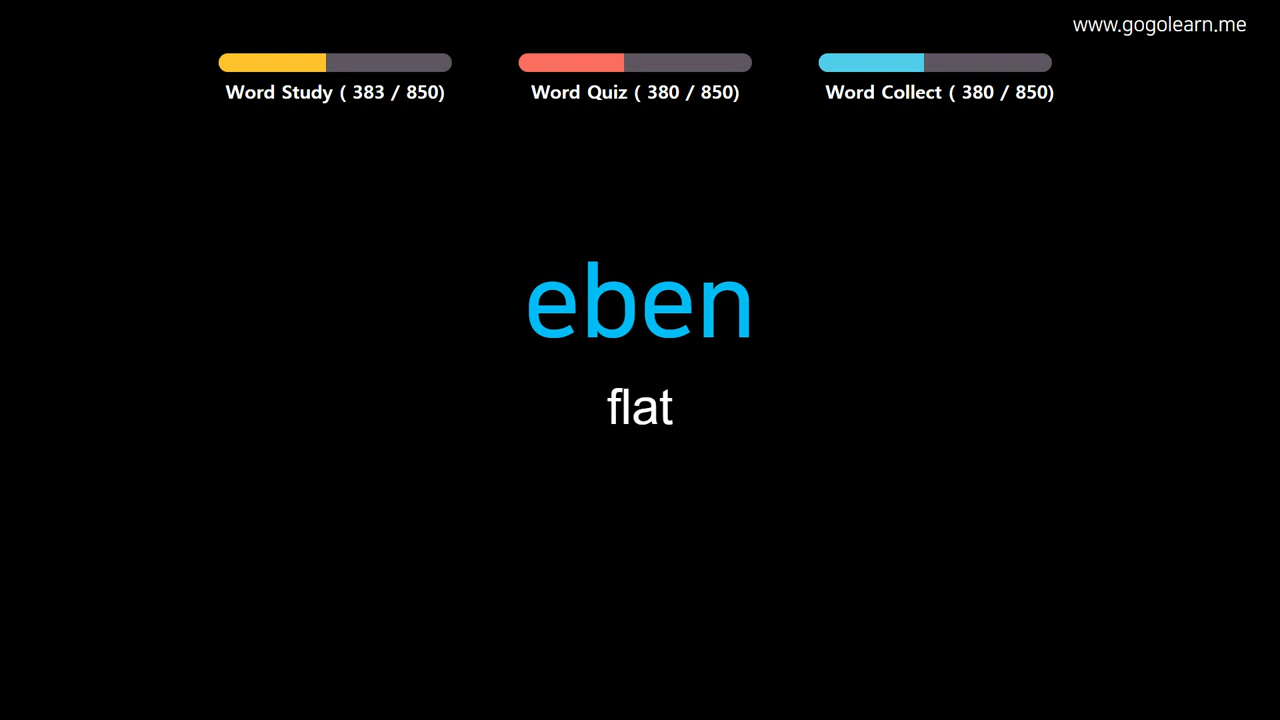 www.gogolearn.me
Word Study ( 383 / 850)
Word Quiz ( 380 / 850)
Word Collect ( 380 / 850)
eben
flat